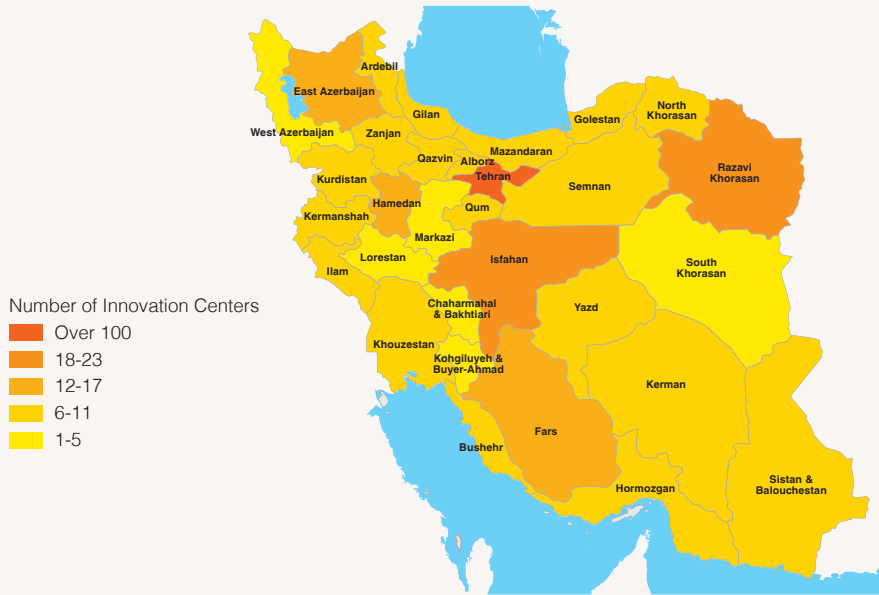 Ardebil
East Azerbaijan
North
Khorasan
Gilan
Golestan
West Azerbaijan
Zanjan
Mazandaran
Qazvin
Alborz
Razavi
Khorasan
Tehran
Kurdistan
Semnan
Hamedan
Qum
Kermanshah
Markazi
Lorestan
Isfahan
South
Khorasan
Ilam
Number of Innovation Centers
Over 100
18-23
12-17
6-11
1-5
Chaharmahal
& Bakhtiari
Yazd
Khouzestan
Kohgiluyeh &
Buyer-Ahmad
Kerman
Fars
Bushehr
Sistan &
Balouchestan
Hormozgan